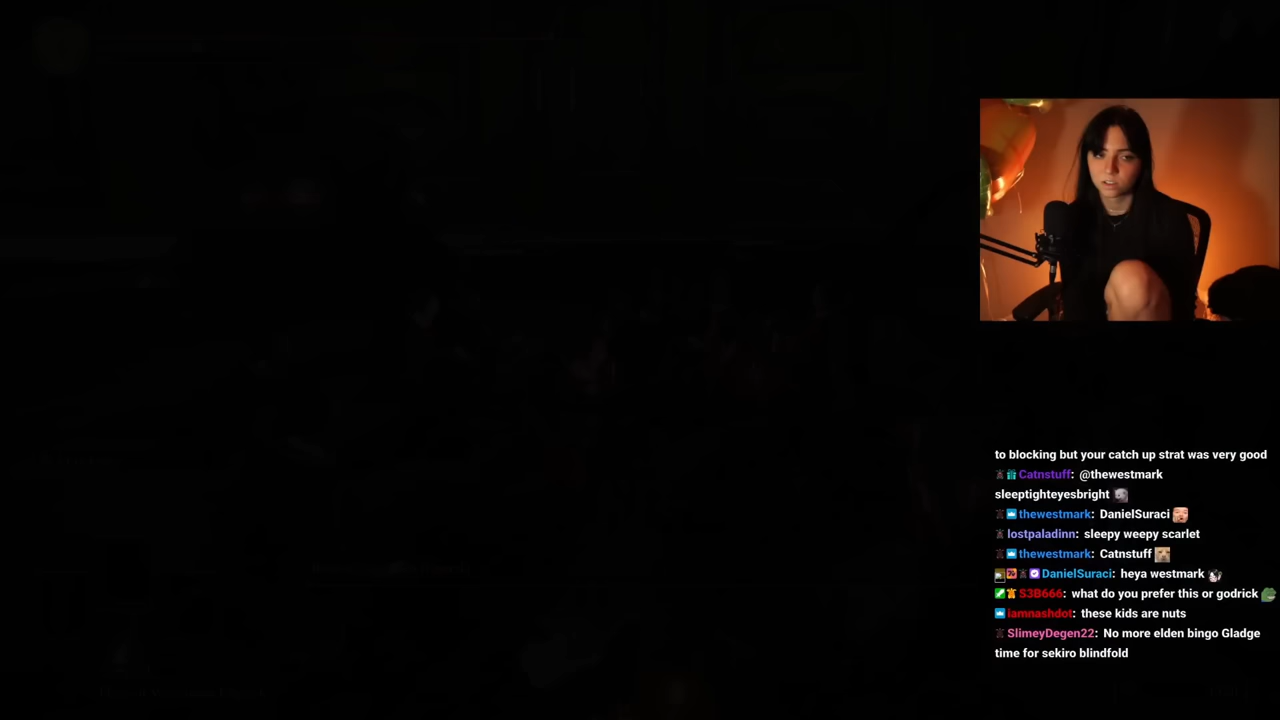 to blocking but your catch up strat was very good
Catnstuff: @thewestmark
sleeptighteyesbright
thewestmark: DanielSuraci
lostpaladinn: sleepy weepy scarlet
thewestmark: Catnstuff
DanielSuraci: heya westmark
S3B666: what do you prefer this or godrick
iamnashdot: these kids are nuts
SlimeyDegen22: No more elden bingo Gladge
time for sekiro blindfold